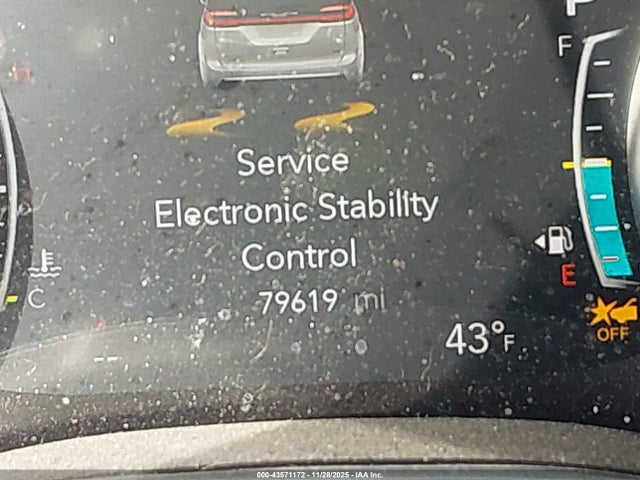 P
F
H
Service
Electronic Stability
Control
79619 mi
E
C
43°F
OFF
--
000-43571172 - 11/28/2025 - IAA Inc.